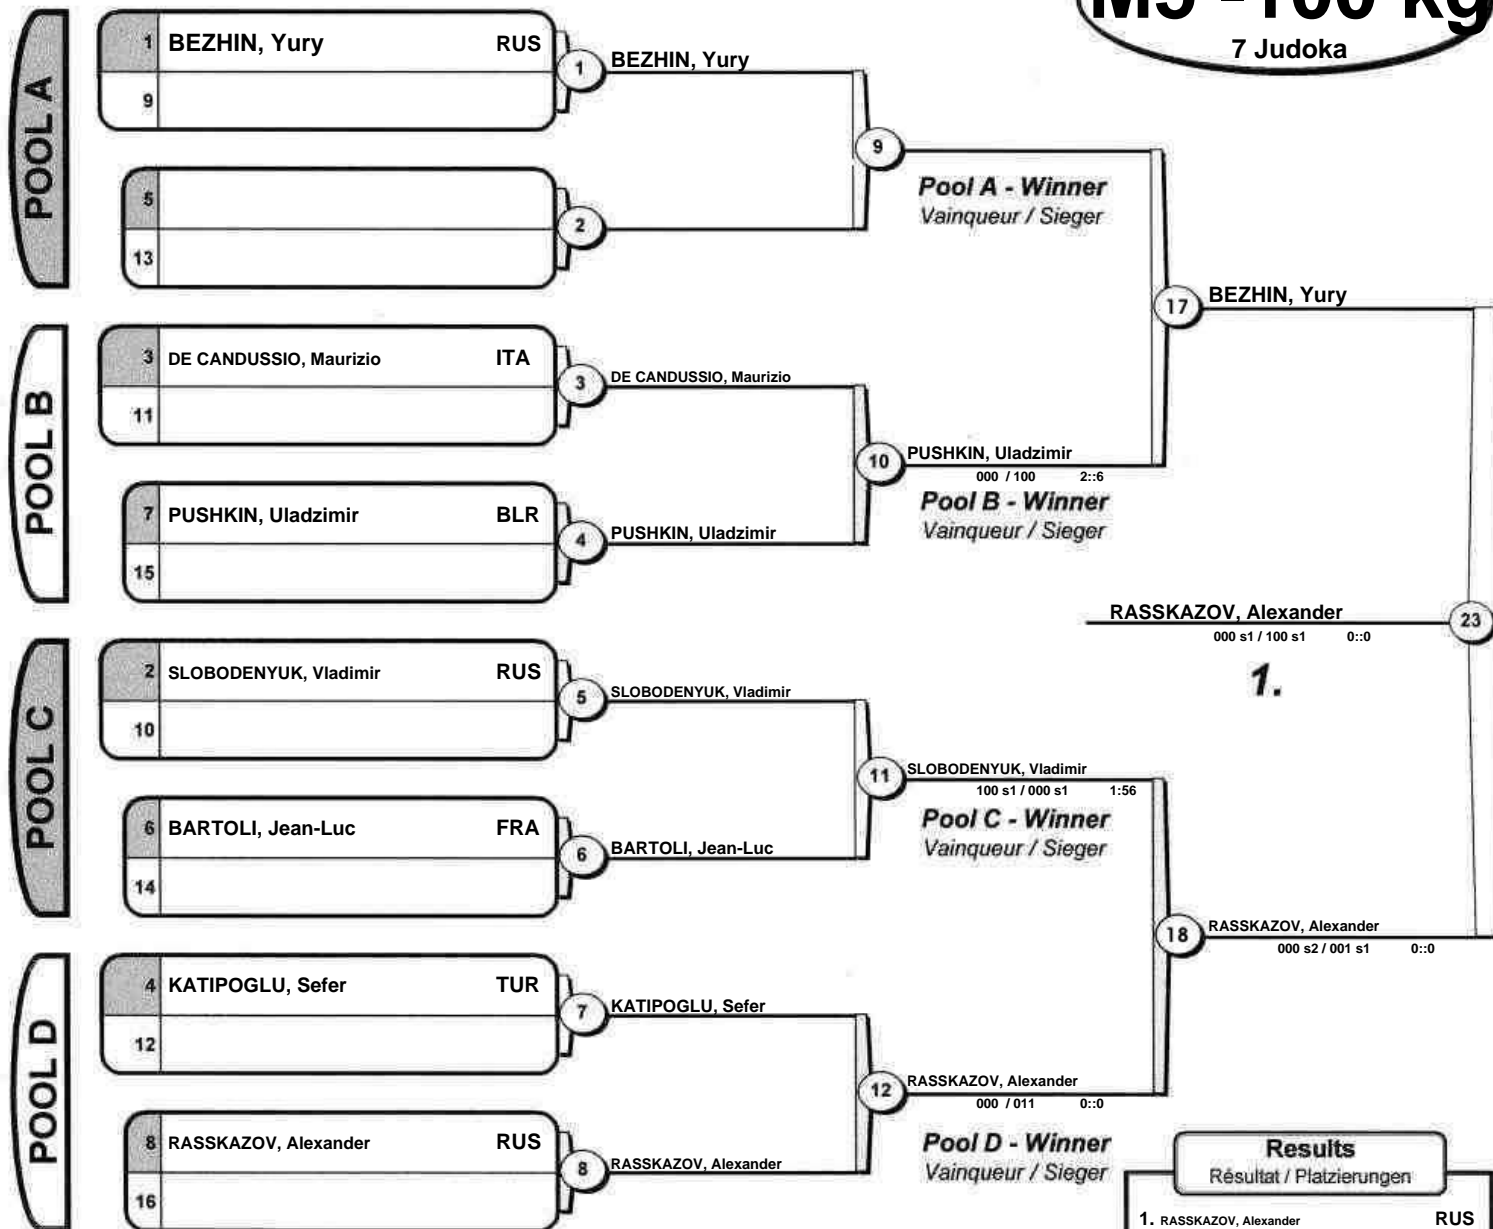 M5 -100 kg
7 Judoka
POOL A
1 BEZHIN, Yury RUS
9
1 BEZHIN, Yury
5
13
2
9
Pool A - Winner
Vainqueur / Sieger
POOL B
3 DE CANDUSSIO, Maurizio ITA
11
3 DE CANDUSSIO, Maurizio
7 PUSHKIN, Uladzimir BLR
15
4 PUSHKIN, Uladzimir
10 PUSHKIN, Uladzimir
000 / 100 2::6
Pool B - Winner
Vainqueur / Sieger
17 BEZHIN, Yury
RASSKAZOV, Alexander 23
000 s1 / 100 s1 0::0
1.
POOL C
2 SLOBODENYUK, Vladimir RUS
10
5 SLOBODENYUK, Vladimir
6 BARTOLI, Jean-Luc FRA
14
6 BARTOLI, Jean-Luc
11 SLOBODENYUK, Vladimir
100 s1 / 000 s1 1:56
Pool C - Winner
Vainqueur / Sieger
18 RASSKAZOV, Alexander
000 s2 / 001 s1 0::0
POOL D
4 KATIPOGLU, Sefer TUR
12
7 KATIPOGLU, Sefer
8 RASSKAZOV, Alexander RUS
16
8 RASSKAZOV, Alexander
12 RASSKAZOV, Alexander
000 / 011 0::0
Pool D - Winner
Vainqueur / Sieger
Results
Résultat / Platzierungen
1. RASSKAZOV, Alexander RUS